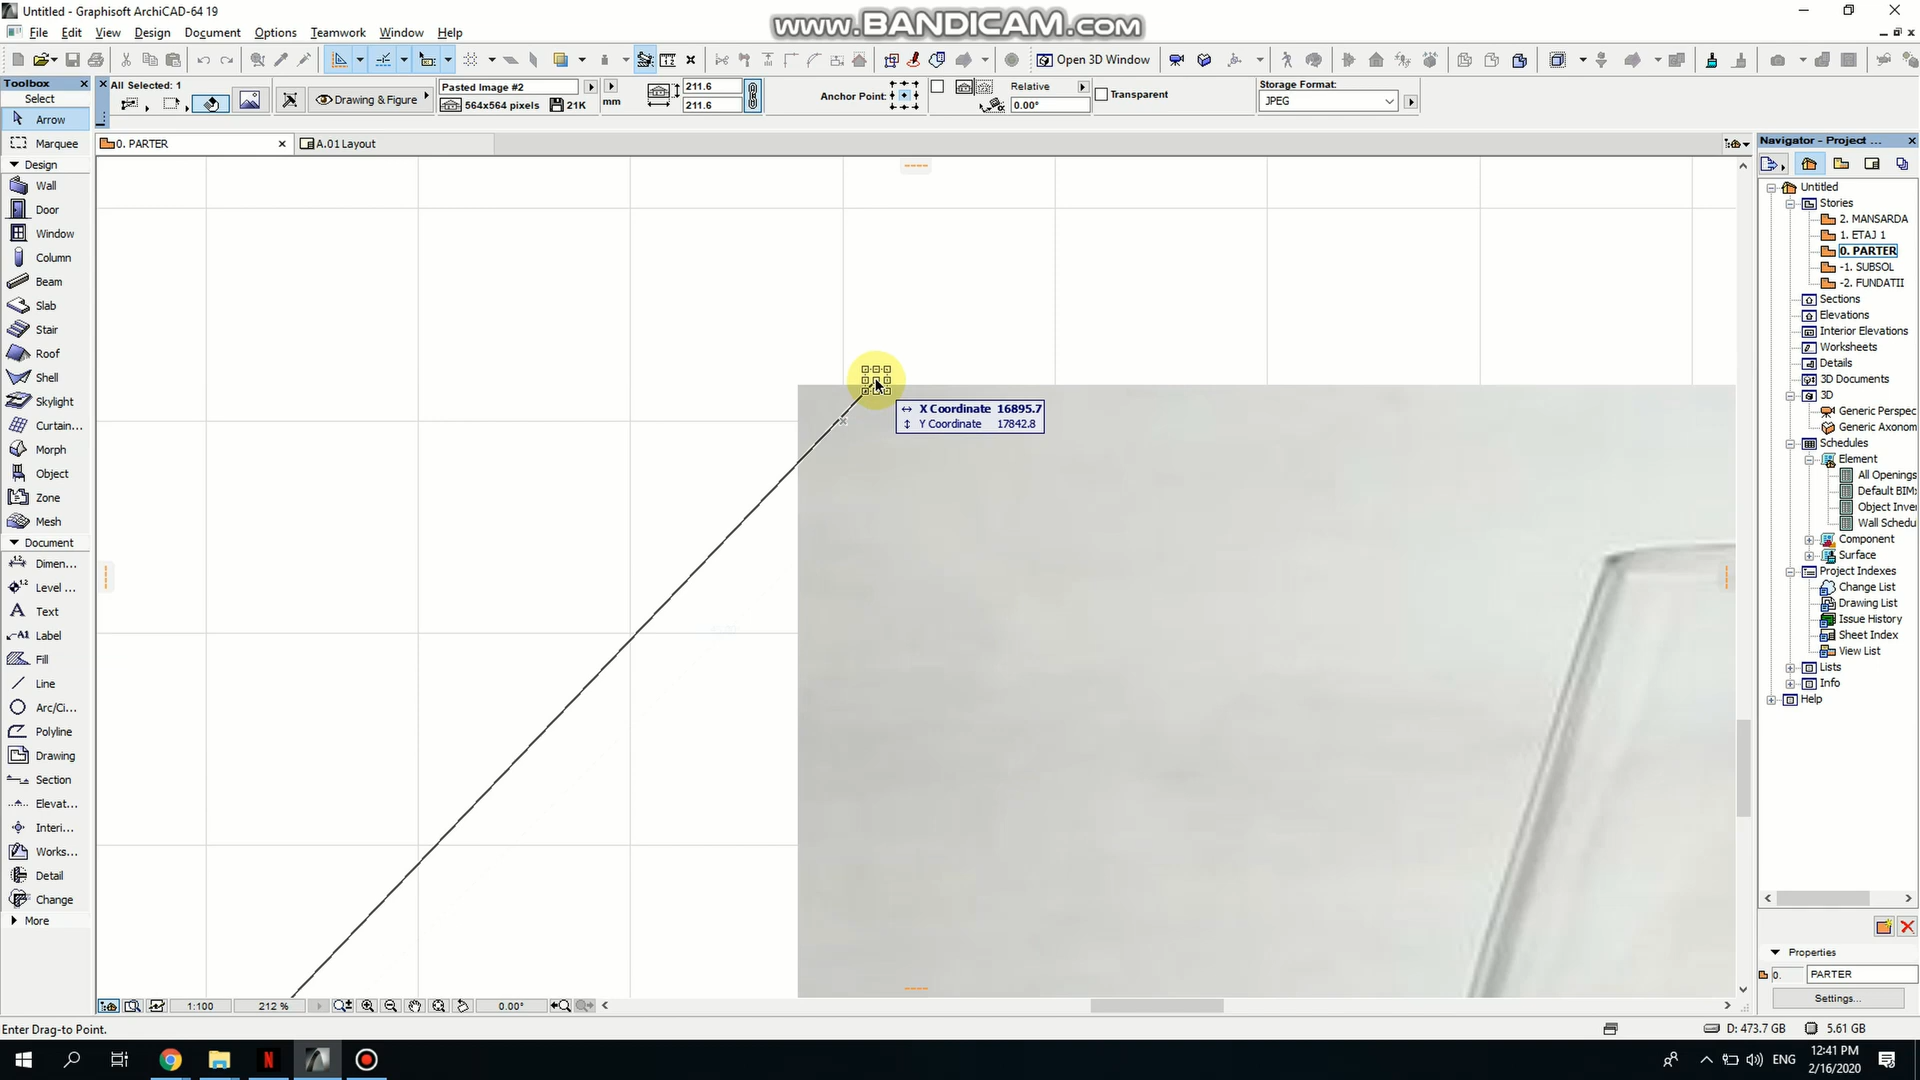 Untitled - Graphisoft ArchiCAD-64 19
www.BANDICAM.com
File Edit View Design Document Options Teamwork Window Help
Open 3D Window
Toolbox
Select
Arrow
Marquee
Design
Wall
Door
Window
Column
Beam
Slab
Stair
Roof
Shell
Skylight
Curtain...
Morph
Object
Zone
Mesh
Document
Dimen...
Level ...
Text
Label
Fill
Line
Arc/Ci...
Polyline
Drawing
Section
Elevat...
Interi...
Works...
Detail
Change
More
All Selected: 1
Drawing & Figure
Pasted Image #2
564x564 pixels 21K
mm
211.6
211.6
Anchor Point:
Relative
0.00°
Transparent
Storage Format:
JPEG
0. PARTER
A.01 Layout
X Coordinate 16895.7
Y Coordinate 17842.8
Navigator - Project ...
Untitled
Stories
2. MANSARDA
1. ETAJ 1
0. PARTER
-1. SUBSOL
-2. FUNDATII
Sections
Elevations
Interior Elevations
Worksheets
Details
3D Documents
3D
Generic Perspec
Generic Axonom
Schedules
Element
All Openings
Default BIM
Object Inve
Wall Schedu
Component
Surface
Project Indexes
Change List
Drawing List
Issue History
Sheet Index
View List
Lists
Info
Help
Properties
0. PARTER
Settings...
1:100
212 %
0.00°
Enter Drag-to Point.
D: 473.7 GB
5.61 GB
ENG
12:41 PM
2/16/2020